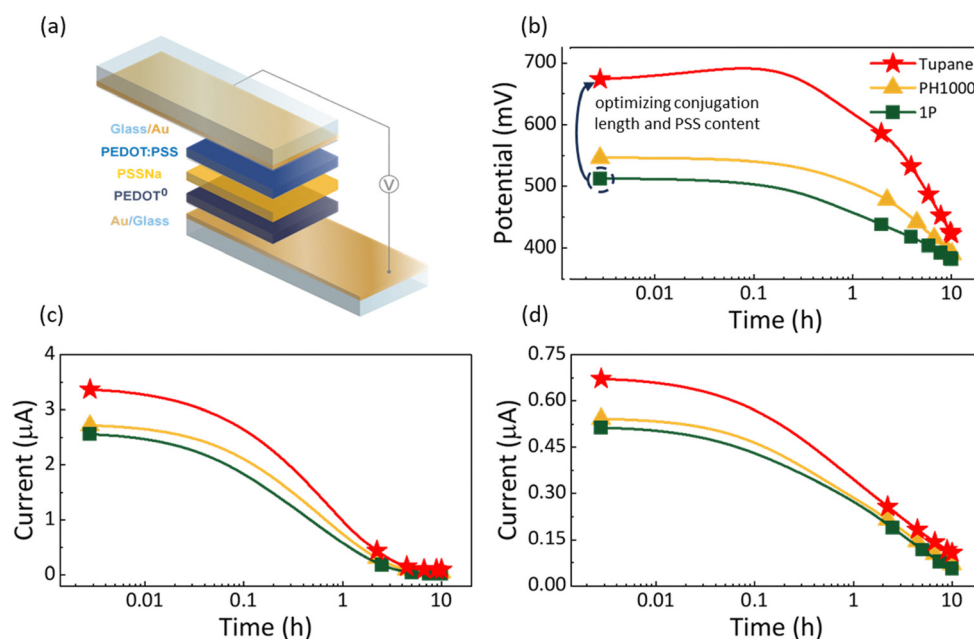 (a)
Glass/Au
PEDOT:PSS
PSSNa
PEDOT⁰
Au/Glass
V
(b)
Potential (mV)
700
600
500
400
optimizing conjugation
length and PSS content
Tupane
PH1000
1P
0.01
0.1
1
10
Time (h)
(c)
Current (μA)
4
3
2
1
0
0.01
0.1
1
10
Time (h)
(d)
Current (μA)
0.75
0.60
0.45
0.30
0.15
0.00
0.01
0.1
1
10
Time (h)